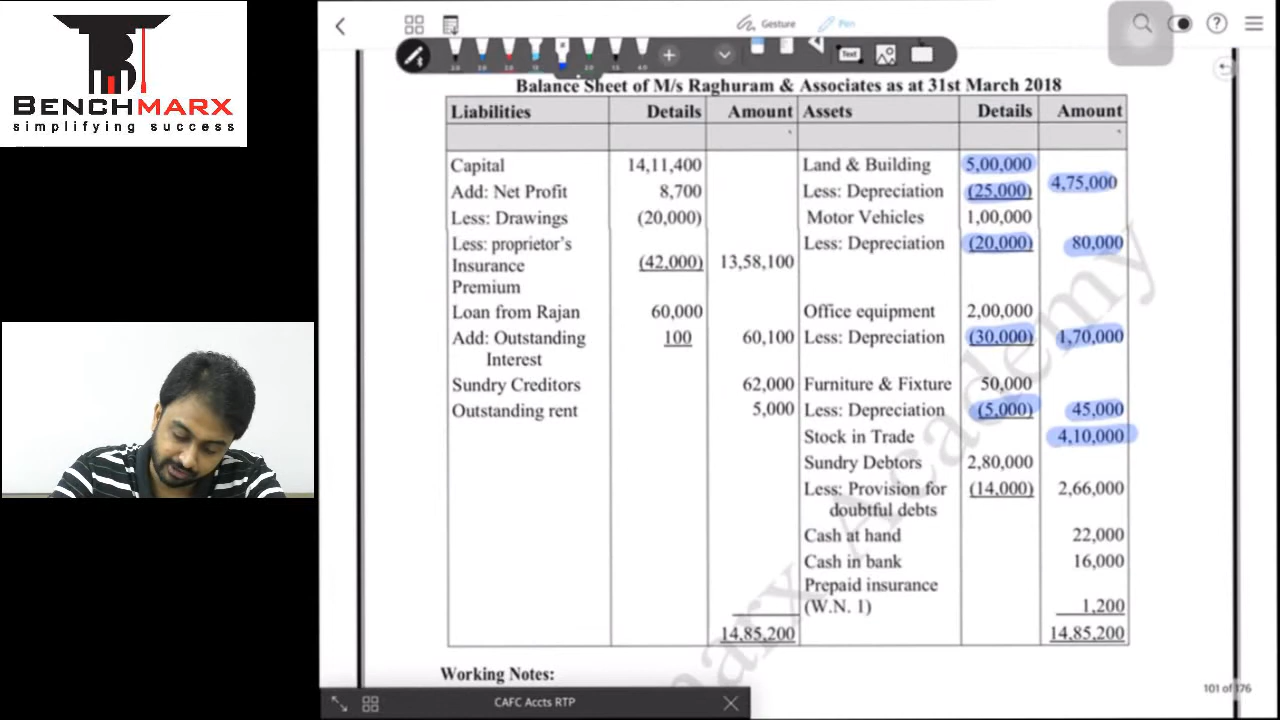 BENCHMARX
simplifying success
Gesture
Pen
Text
Balance Sheet of M/s Raghuram & Associates as at 31st March 2018
Liabilities Details Amount Assets Details Amount
Capital 14,11,400 Land & Building 5,00,000
Add: Net Profit 8,700 Less: Depreciation (25,000) 4,75,000
Less: Drawings (20,000) Motor Vehicles 1,00,000
Less: proprietor's Less: Depreciation (20,000) 80,000
Insurance (42,000) 13,58,100
Premium
Loan from Rajan 60,000 Office equipment 2,00,000
Add: Outstanding 100 60,100 Less: Depreciation (30,000) 1,70,000
Interest
Sundry Creditors 62,000 Furniture & Fixture 50,000
Outstanding rent 5,000 Less: Depreciation (5,000) 45,000
Stock in Trade 4,10,000
Sundry Debtors 2,80,000
Less: Provision for (14,000) 2,66,000
doubtful debts
Cash at hand 22,000
Cash in bank 16,000
Prepaid insurance
(W.N. 1) 1,200
14,85,200 14,85,200
Working Notes:
marx Academy
CAFC Accts RTP
101 of 176